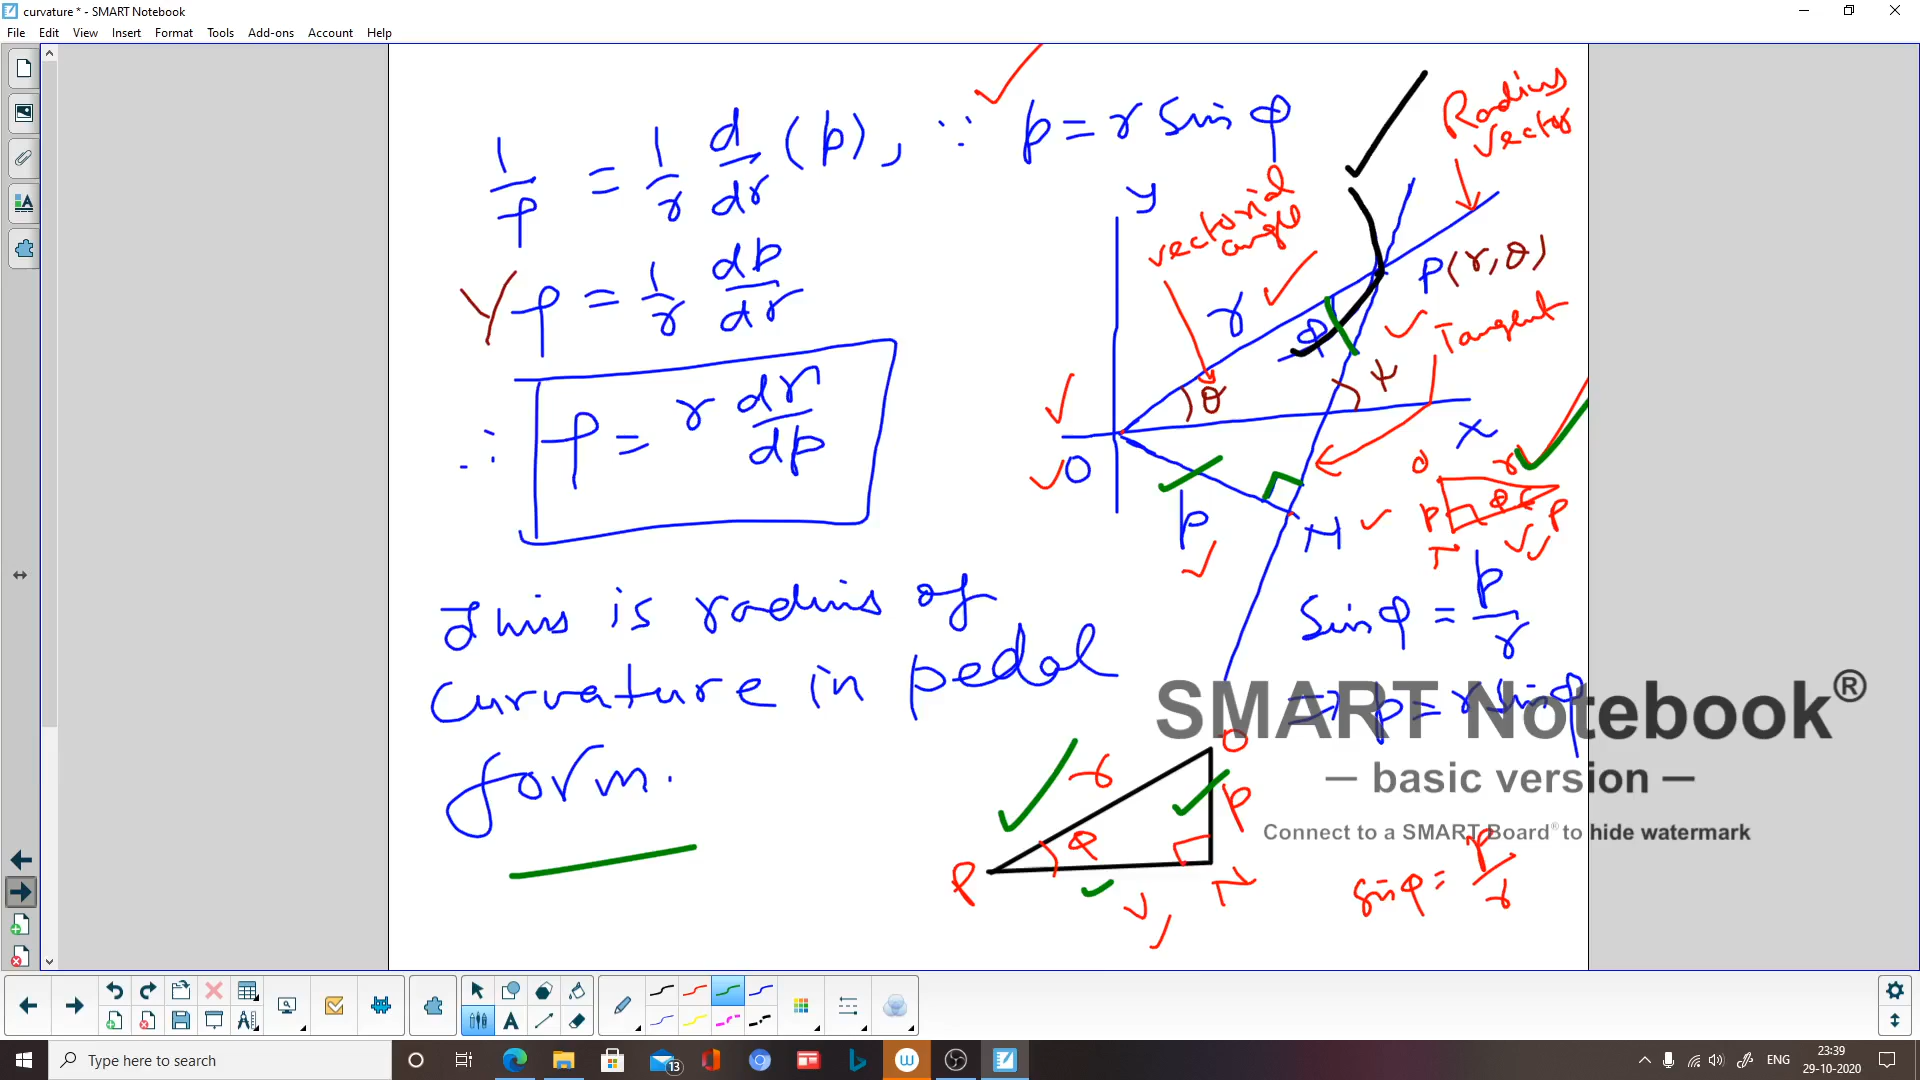 curvature * - SMART Notebook
File Edit View Insert Format Tools Add-ons Account Help
1/ρ = 1/r d/dr (p), ∵ p = r sin φ
1/ρ = 1/r dp/dr
∴ ρ = r dr/dp
This is radius of
curvature in pedal
form.
Radius
vector
y
vectorial
angle
P(r, θ)
r
φ
Tangent
θ
ψ
x
O
p
N
O r
p φ P
N
sin φ = p/r
⇒ p = r sin φ
SMART Notebook®
— basic version —
Connect to a SMART Board® to hide watermark
O
r
p
φ
P
N
sin φ = p/r
Type here to search
13
ENG
23:39
29-10-2020